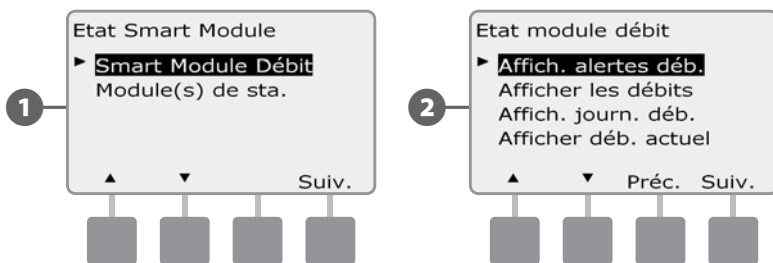 1
Etat Smart Module
► Smart Module Débit
Module(s) de sta.
▲ ▼ Suiv.
2
Etat module débit
► Affich. alertes déb.
Afficher les débits
Affich. journ. déb.
Afficher déb. actuel
▲ ▼ Préc. Suiv.